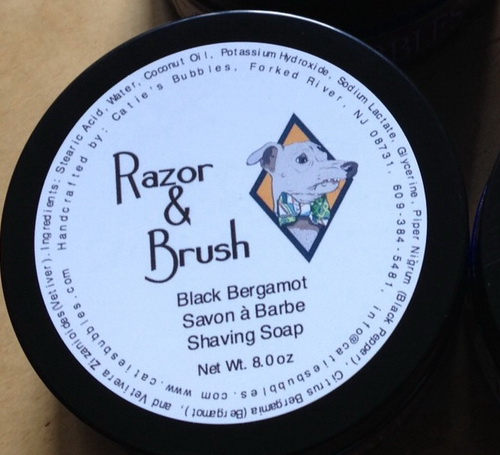 Razor
&
Brush
Black Bergamot
Savon à Barbe
Shaving Soap
Net Wt. 8.0 oz
Ingredients: Stearic Acid, Water, Coconut Oil, Potassium Hydroxide, Sodium Lactate, Glycerine, Piper Nigrum (Black Pepper), Citrus Bergamia (Bergamot), and Vetivera Zizanioides(Vetiver).
Handcrafted by: Catie's Bubbles, Forked River, NJ 08731. 609-384-5481. info@catiesbubbles.com www.catiesbubbles.com